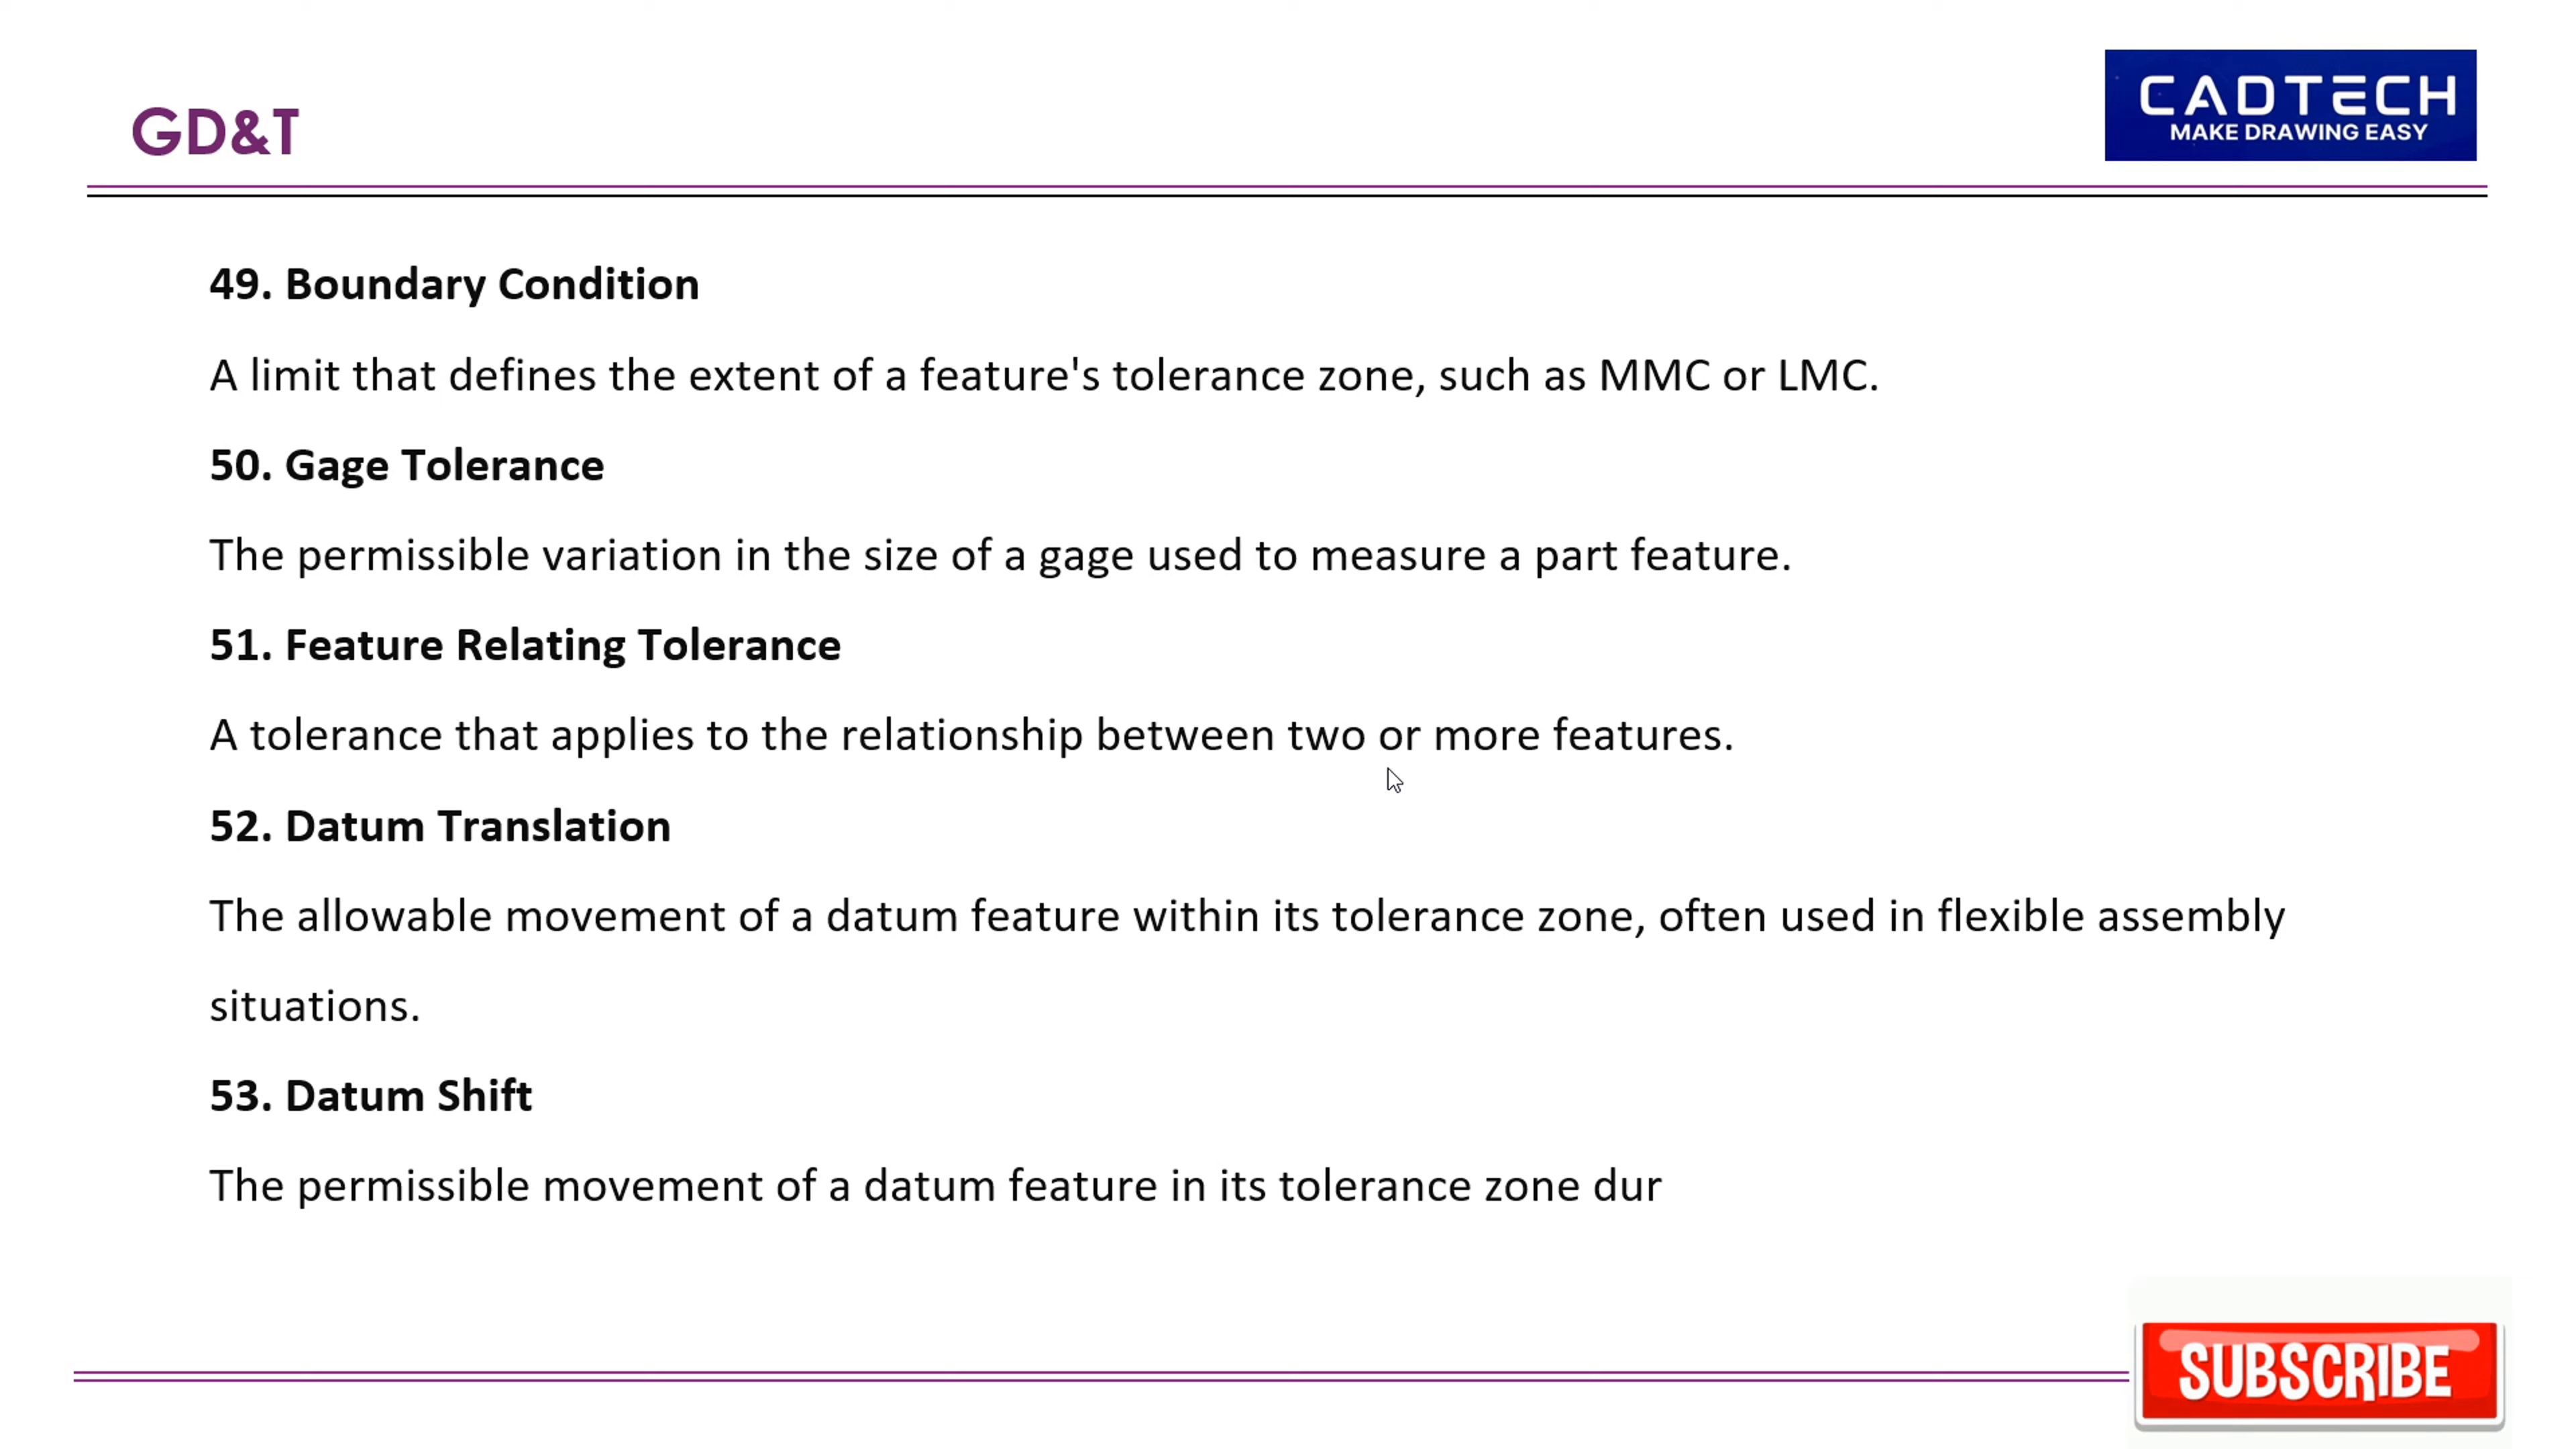 GD&T
CADTECH
MAKE DRAWING EASY
49. Boundary Condition
A limit that defines the extent of a feature's tolerance zone, such as MMC or LMC.
50. Gage Tolerance
The permissible variation in the size of a gage used to measure a part feature.
51. Feature Relating Tolerance
A tolerance that applies to the relationship between two or more features.
52. Datum Translation
The allowable movement of a datum feature within its tolerance zone, often used in flexible assembly
situations.
53. Datum Shift
The permissible movement of a datum feature in its tolerance zone dur
SUBSCRIBE